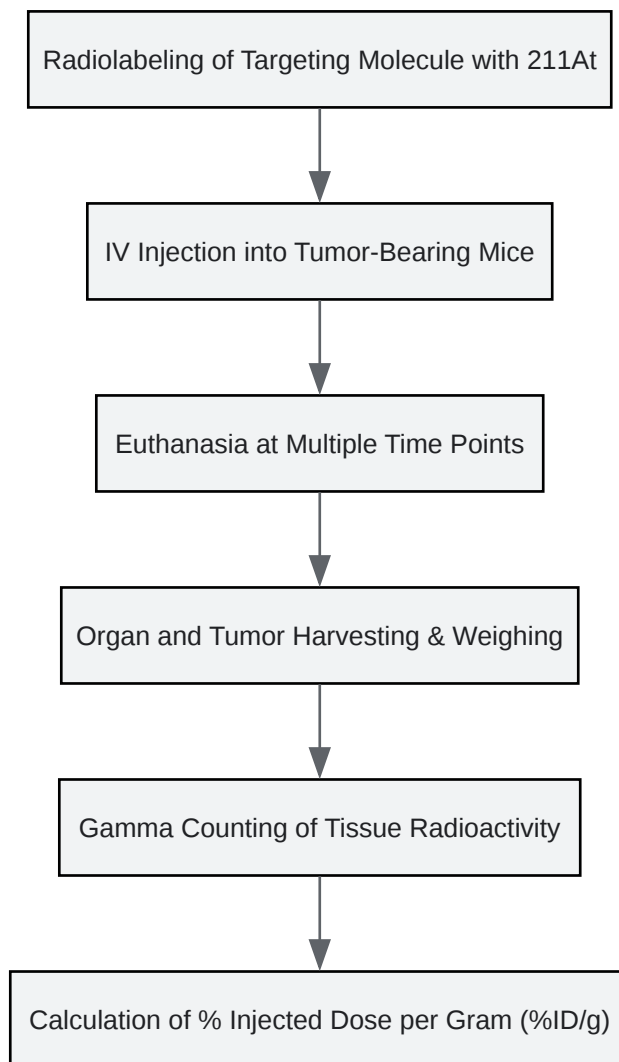 Radiolabeling of Targeting Molecule with 211At
IV Injection into Tumor-Bearing Mice
Euthanasia at Multiple Time Points
Organ and Tumor Harvesting & Weighing
Gamma Counting of Tissue Radioactivity
Calculation of % Injected Dose per Gram (%ID/g)